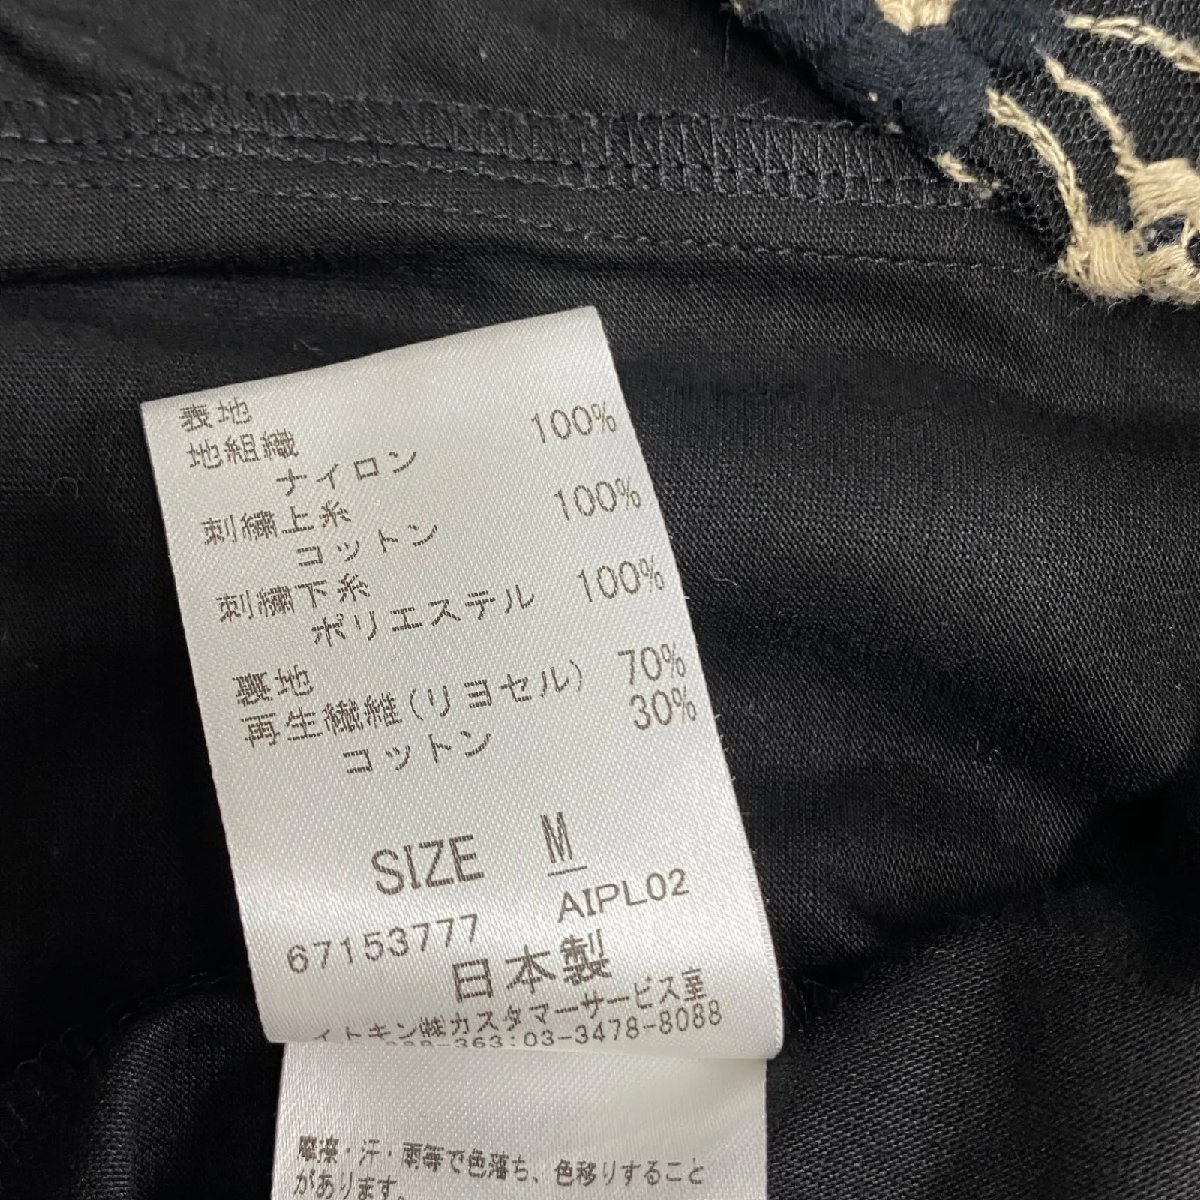 表地
地組織
ナイロン 100%
刺繍上糸
コットン 100%
刺繍下糸
ポリエステル 100%
裏地
再生繊維(リヨセル) 70%
コットン 30%
SIZE M
67153777 AIPL02
日本製
イトキン㈱カスタマーサービス室
363:03-3478-8088
摩擦・汗・雨等で色落ち、色移りすること
があります。